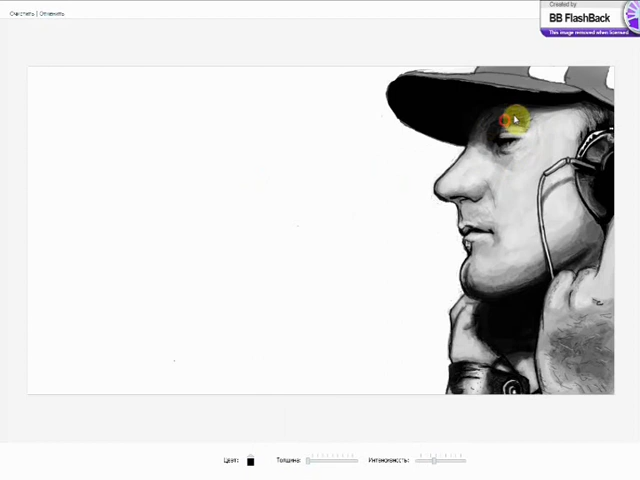 Очистить | Отменить
Created by
BB FlashBack
This image removed when licensed
Цвет:
Толщина:
Интенсивность: